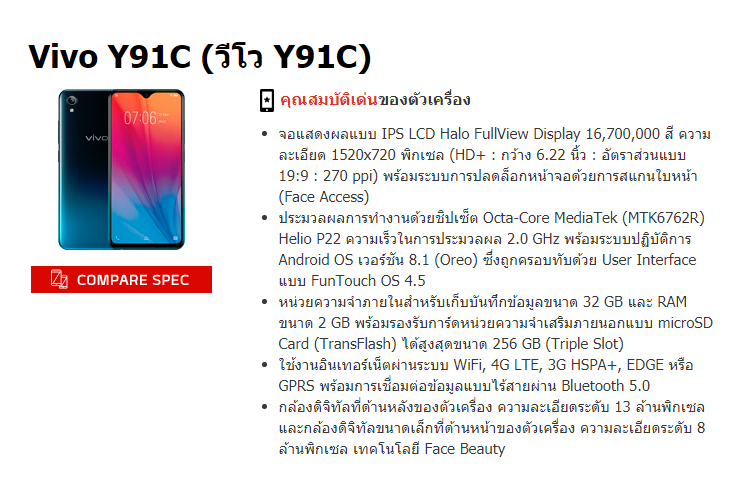 Vivo Y91C (วีโว Y91C)
vivo
07:06
COMPARE SPEC
คุณสมบัติเด่นของตัวเครื่อง
• จอแสดงผลแบบ IPS LCD Halo FullView Display 16,700,000 สี ความ
ละเอียด 1520x720 พิกเซล (HD+ : กว้าง 6.22 นิ้ว : อัตราส่วนแบบ
19:9 : 270 ppi) พร้อมระบบการปลดล็อกหน้าจอด้วยการสแกนใบหน้า
(Face Access)
• ประมวลผลการทำงานด้วยชิปเซ็ต Octa-Core MediaTek (MTK6762R)
Helio P22 ความเร็วในการประมวลผล 2.0 GHz พร้อมระบบปฏิบัติการ
Android OS เวอร์ชัน 8.1 (Oreo) ซึ่งถูกครอบทับด้วย User Interface
แบบ FunTouch OS 4.5
• หน่วยความจำภายในสำหรับเก็บบันทึกข้อมูลขนาด 32 GB และ RAM
ขนาด 2 GB พร้อมรองรับการ์ดหน่วยความจำเสริมภายนอกแบบ microSD
Card (TransFlash) ได้สูงสุดขนาด 256 GB (Triple Slot)
• ใช้งานอินเทอร์เน็ตผ่านระบบ WiFi, 4G LTE, 3G HSPA+, EDGE หรือ
GPRS พร้อมการเชื่อมต่อข้อมูลแบบไร้สายผ่าน Bluetooth 5.0
• กล้องดิจิทัลที่ด้านหลังของตัวเครื่อง ความละเอียดระดับ 13 ล้านพิกเซล
และกล้องดิจิทัลขนาดเล็กที่ด้านหน้าของตัวเครื่อง ความละเอียดระดับ 8
ล้านพิกเซล เทคโนโลยี Face Beauty